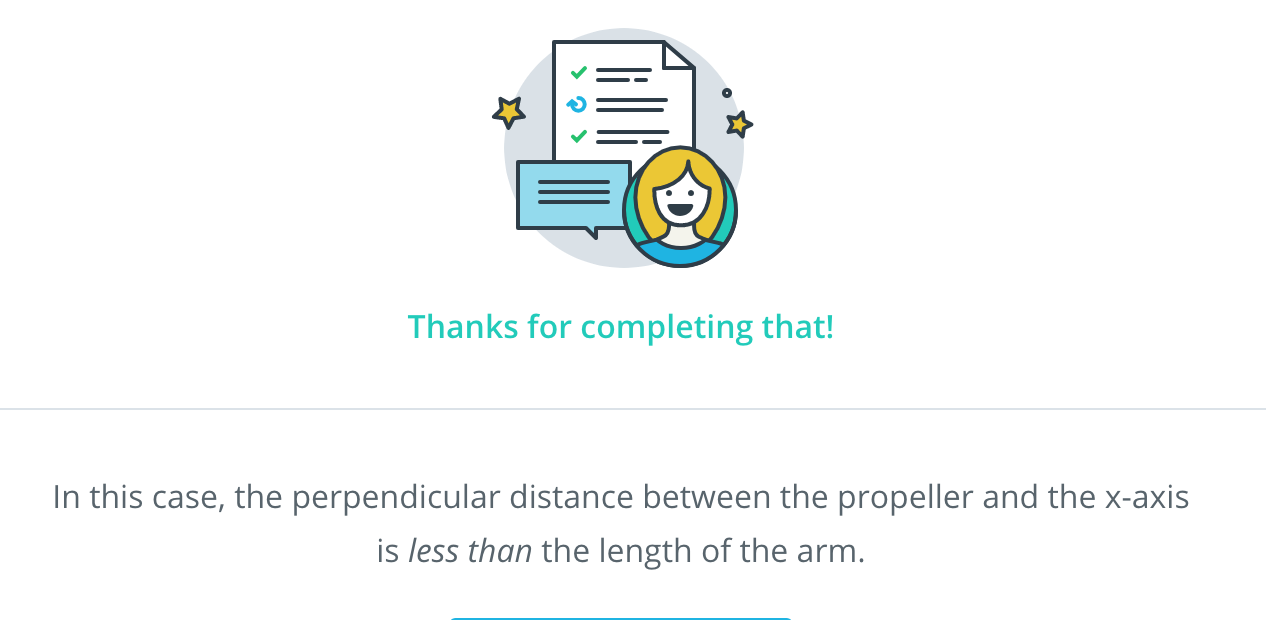 Thanks for completing that!
In this case, the perpendicular distance between the propeller and the x-axis
is less than the length of the arm.